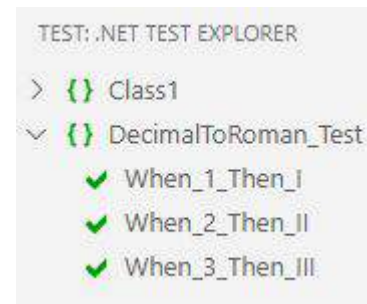 TEST: .NET TEST EXPLORER
{} Class1
{} DecimalToRoman_Test
When_1_Then_I
When_2_Then_II
When_3_Then_III